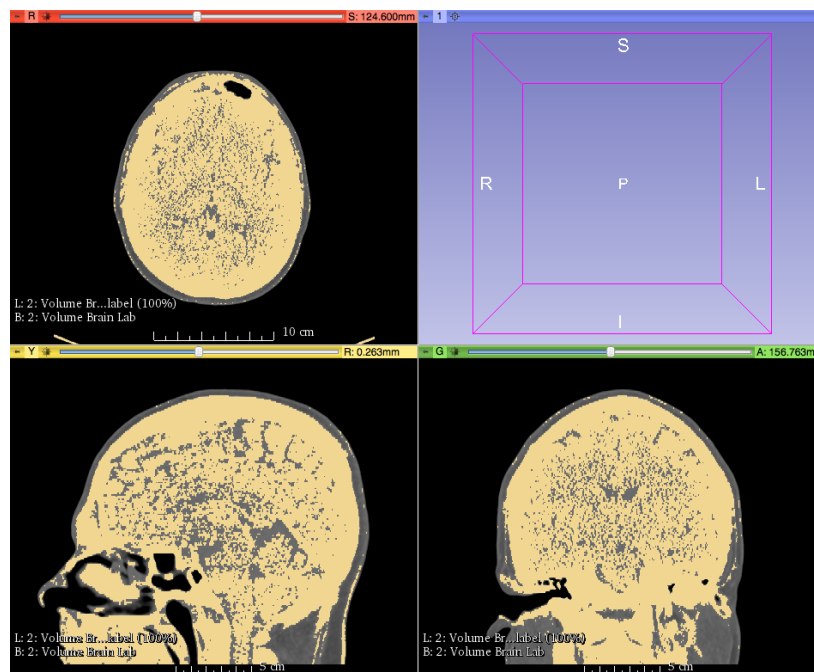 R S: 124.600mm
L: 2: Volume Br...label (100%)
B: 2: Volume Brain Lab
10 cm
1
S
R P L
I
Y R: 0.263mm
L: 2: Volume Br...label (100%)
B: 2: Volume Brain Lab
5 cm
G A: 156.763mm
L: 2: Volume Br...label (100%)
B: 2: Volume Brain Lab
5 cm